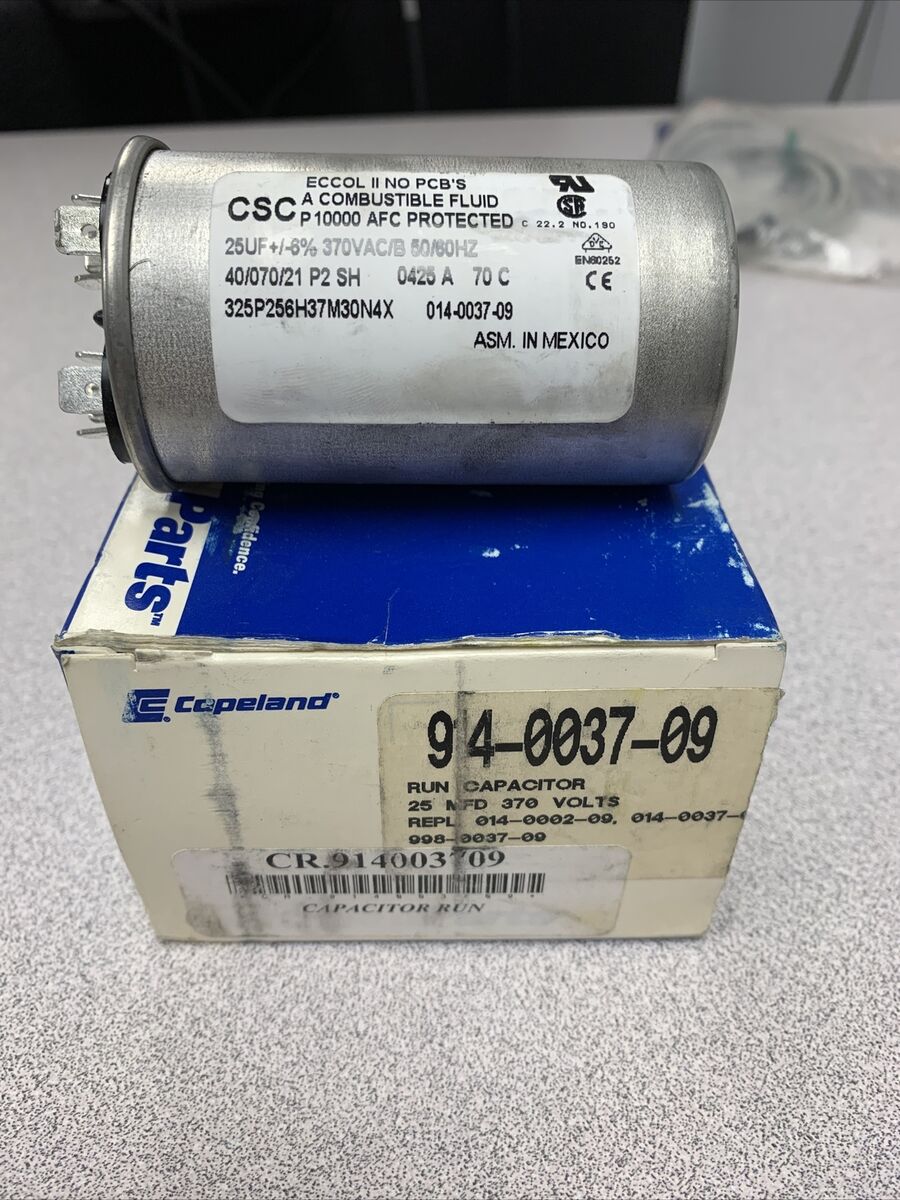 ECCOL II NO PCB'S
CSC A COMBUSTIBLE FLUID
P10000 AFC PROTECTED
C 22.2 NO.190
25UF+/-6% 370VAC/B 50/60HZ
EN60252
40/070/21 P2 SH 0425 A 70 C
CE
325P256H37M30N4X 014-0037-09
ASM. IN MEXICO
Confidence.
Parts™
Copeland®
914-0037-09
RUN CAPACITOR
25 MFD 370 VOLTS
REPL. 014-0002-09, 014-0037-
998-0037-09
CR.914003709
CAPACITOR RUN